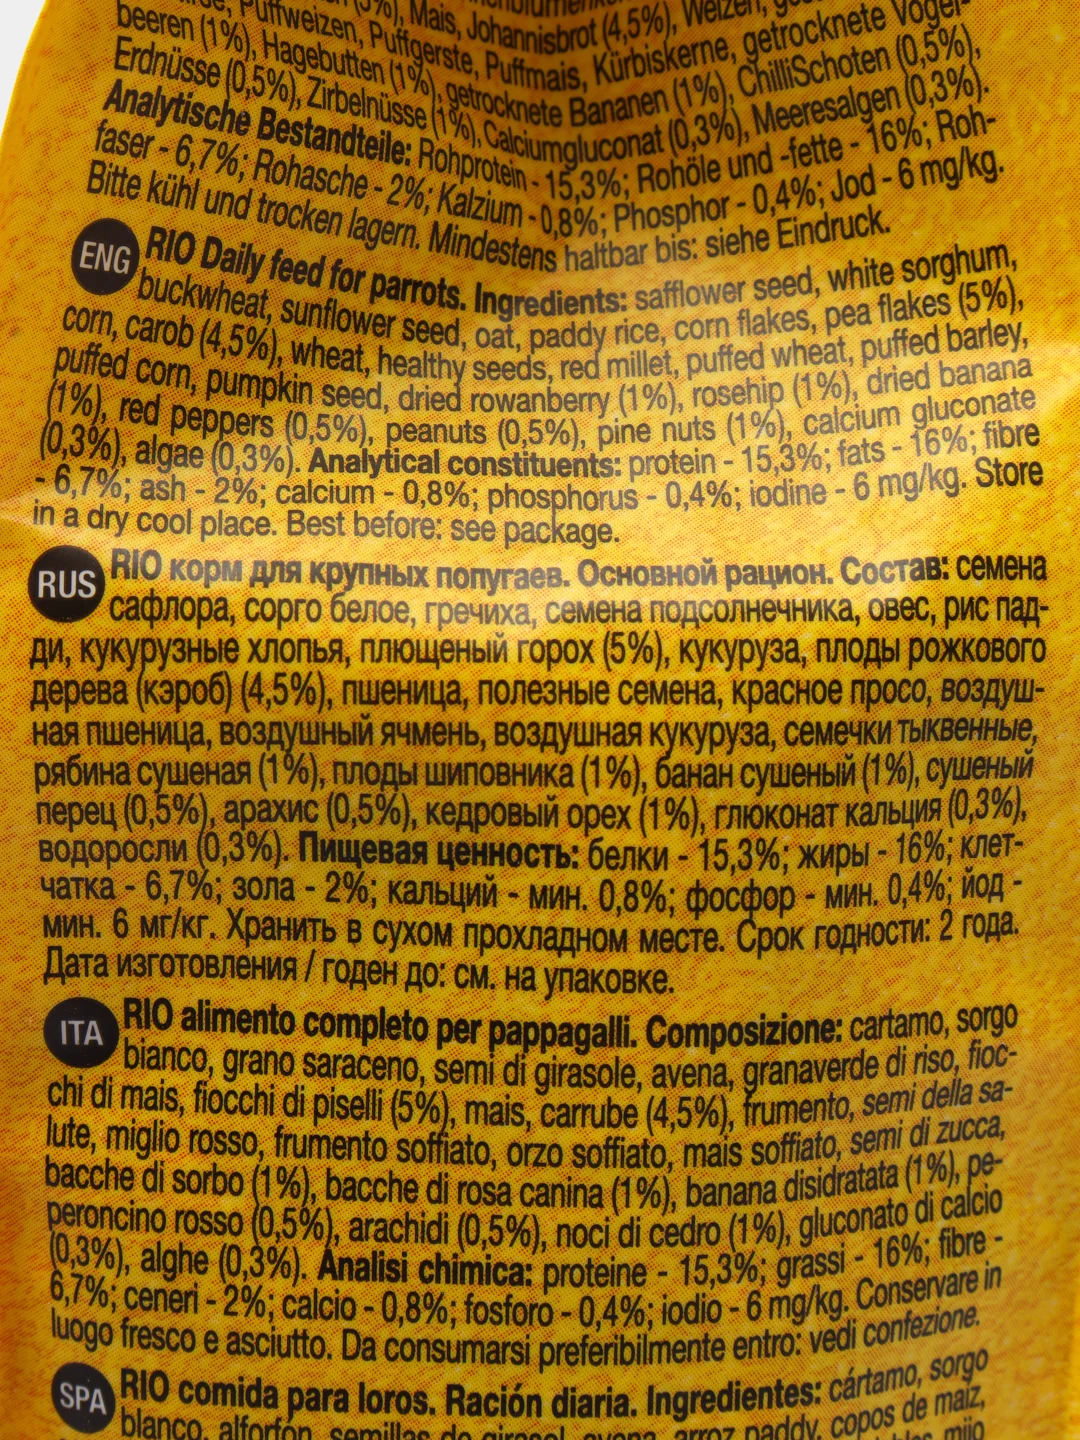 Mais, Johannisbrot (4,5%), Weizen,
Puffweizen, Puffgerste, Puffmais, Kürbiskerne, getrocknete Vogel-
beeren (1%), Hagebutten (1%), getrocknete Bananen (1%), ChilliSchoten (0,5%),
Erdnüsse (0,5%), Zirbelnüsse (1%), Calciumgluconat (0,3%), Meeresalgen (0,3%).
Analytische Bestandteile: Rohprotein - 15,3%; Rohöle und -fette - 16%; Roh-
faser - 6,7%; Rohasche - 2%; Kalzium - 0,8%; Phosphor - 0,4%; Jod - 6 mg/kg.
Bitte kühl und trocken lagern. Mindestens haltbar bis: siehe Eindruck.
ENG RIO Daily feed for parrots. Ingredients: safflower seed, white sorghum,
buckwheat, sunflower seed, oat, paddy rice, corn flakes, pea flakes (5%),
corn, carob (4,5%), wheat, healthy seeds, red millet, puffed wheat, puffed barley,
puffed corn, pumpkin seed, dried rowanberry (1%), rosehip (1%), dried banana
(1%), red peppers (0,5%), peanuts (0,5%), pine nuts (1%), calcium gluconate
(0,3%), algae (0,3%). Analytical constituents: protein - 15,3%; fats - 16%; fibre
- 6,7%; ash - 2%; calcium - 0,8%; phosphorus - 0,4%; iodine - 6 mg/kg. Store
in a dry cool place. Best before: see package.
RUS RIO корм для крупных попугаев. Основной рацион. Состав: семена
сафлора, сорго белое, гречиха, семена подсолнечника, овес, рис пад-
ди, кукурузные хлопья, плющеный горох (5%), кукуруза, плоды рожкового
дерева (кэроб) (4,5%), пшеница, полезные семена, красное просо, воздуш-
ная пшеница, воздушный ячмень, воздушная кукуруза, семечки тыквенные,
рябина сушеная (1%), плоды шиповника (1%), банан сушеный (1%), сушеный
перец (0,5%), арахис (0,5%), кедровый орех (1%), глюконат кальция (0,3%),
водоросли (0,3%). Пищевая ценность: белки - 15,3%; жиры - 16%; клет-
чатка - 6,7%; зола - 2%; кальций - мин. 0,8%; фосфор - мин. 0,4%; йод -
мин. 6 мг/кг. Хранить в сухом прохладном месте. Срок годности: 2 года.
Дата изготовления / годен до: см. на упаковке.
ITA RIO alimento completo per pappagalli. Composizione: cartamo, sorgo
bianco, grano saraceno, semi di girasole, avena, granaverde di riso, fioc-
chi di mais, fiocchi di piselli (5%), mais, carrube (4,5%), frumento, semi della sa-
lute, miglio rosso, frumento soffiato, orzo soffiato, mais soffiato, semi di zucca,
bacche di sorbo (1%), bacche di rosa canina (1%), banana disidratata (1%), pe-
peroncino rosso (0,5%), arachidi (0,5%), noci di cedro (1%), gluconato di calcio
(0,3%), alghe (0,3%). Analisi chimica: proteine - 15,3%; grassi - 16%; fibre -
6,7%; ceneri - 2%; calcio - 0,8%; fosforo - 0,4%; iodio - 6 mg/kg. Conservare in
luogo fresco e asciutto. Da consumarsi preferibilmente entro: vedi confezione.
SPA RIO comida para loros. Ración diaria. Ingredientes: cártamo, sorgo
blanco, alforfón, semillas de girasol, avena, arroz paddy, copos de maíz,
mijo